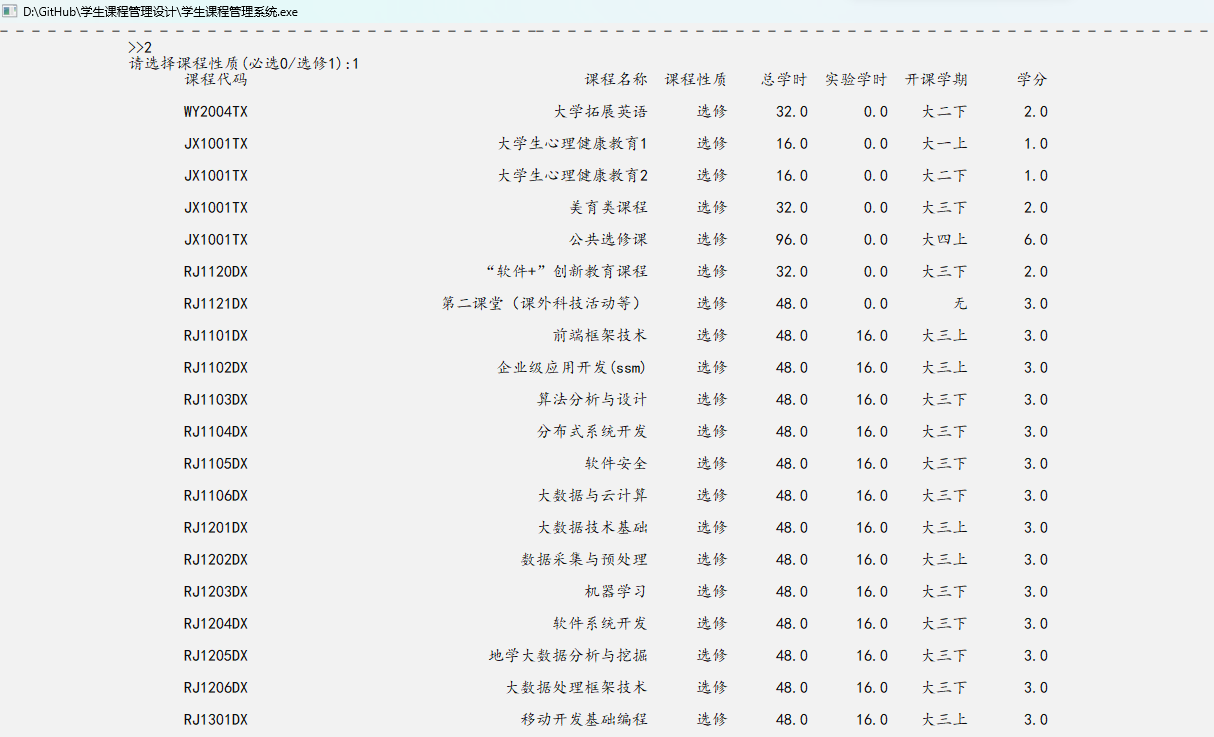 D:\GitHub\学生课程管理设计\学生课程管理系统.exe
>>2
请选择课程性质(必选0/选修1):1
课程代码 课程名称 课程性质 总学时 实验学时 开课学期 学分
WY2004TX 大学拓展英语 选修 32.0 0.0 大二下 2.0
JX1001TX 大学生心理健康教育1 选修 16.0 0.0 大一上 1.0
JX1001TX 大学生心理健康教育2 选修 16.0 0.0 大二下 1.0
JX1001TX 美育类课程 选修 32.0 0.0 大三下 2.0
JX1001TX 公共选修课 选修 96.0 0.0 大四上 6.0
RJ1120DX “软件+”创新教育课程 选修 32.0 0.0 大三下 2.0
RJ1121DX 第二课堂（课外科技活动等） 选修 48.0 0.0 无 3.0
RJ1101DX 前端框架技术 选修 48.0 16.0 大三上 3.0
RJ1102DX 企业级应用开发(ssm) 选修 48.0 16.0 大三上 3.0
RJ1103DX 算法分析与设计 选修 48.0 16.0 大三下 3.0
RJ1104DX 分布式系统开发 选修 48.0 16.0 大三下 3.0
RJ1105DX 软件安全 选修 48.0 16.0 大三下 3.0
RJ1106DX 大数据与云计算 选修 48.0 16.0 大三下 3.0
RJ1201DX 大数据技术基础 选修 48.0 16.0 大三上 3.0
RJ1202DX 数据采集与预处理 选修 48.0 16.0 大三上 3.0
RJ1203DX 机器学习 选修 48.0 16.0 大三下 3.0
RJ1204DX 软件系统开发 选修 48.0 16.0 大三下 3.0
RJ1205DX 地学大数据分析与挖掘 选修 48.0 16.0 大三下 3.0
RJ1206DX 大数据处理框架技术 选修 48.0 16.0 大三下 3.0
RJ1301DX 移动开发基础编程 选修 48.0 16.0 大三上 3.0